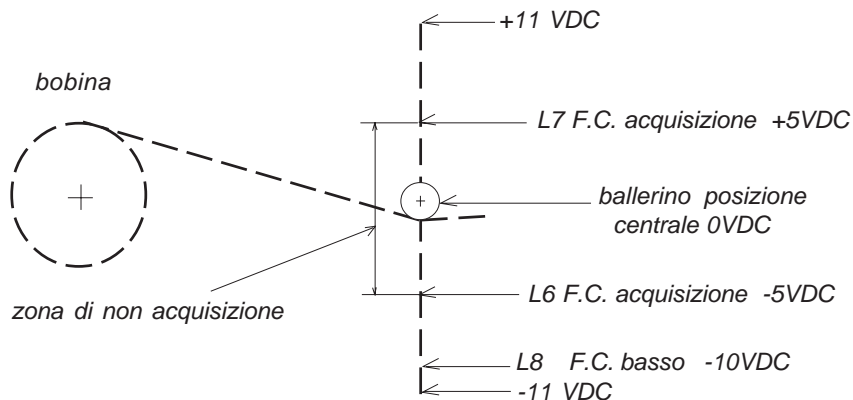 +11 VDC
bobina
L7 F.C. acquisizione +5VDC
ballerino posizione
centrale 0VDC
zona di non acquisizione
L6 F.C. acquisizione -5VDC
L8 F.C. basso -10VDC
-11 VDC